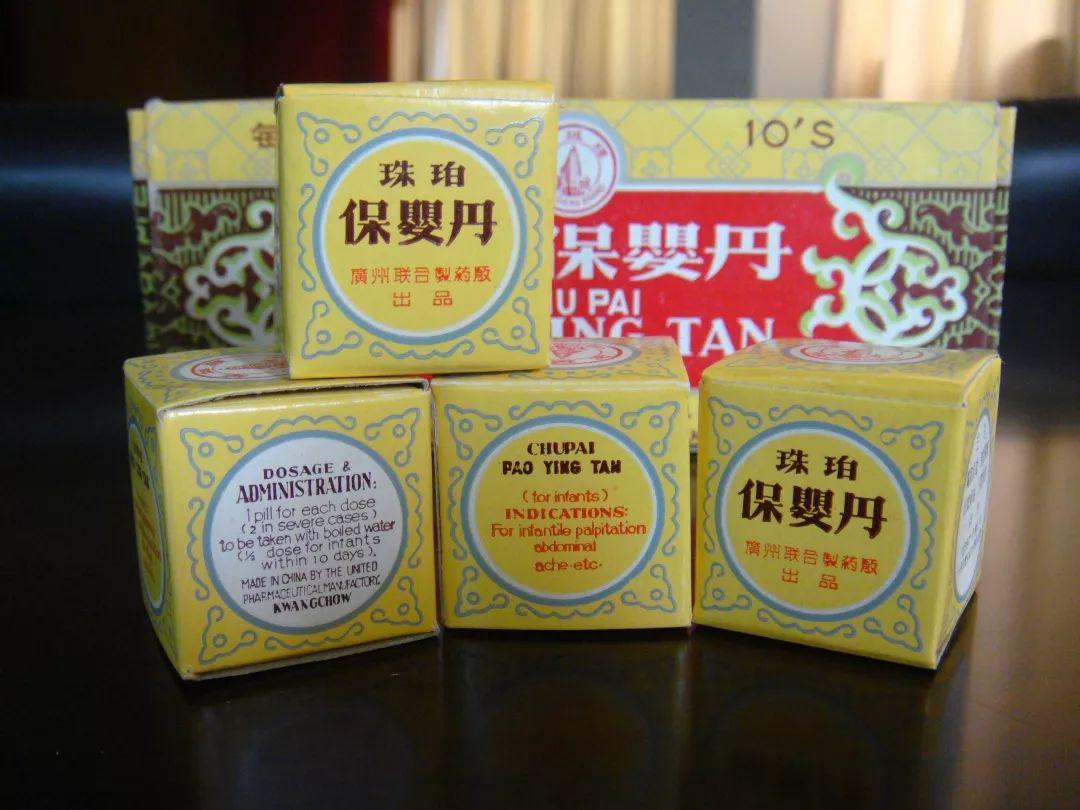 10'S
保嬰丹
U PAI
YING TAN
珠珀
保嬰丹
廣州联合製药厰
出品
DOSAGE &
ADMINISTRATION:
1 pill for each dose
(2 in severe cases)
to be taken with boiled water
(⅓ dose for infants
within 10 days).
MADE IN CHINA BY THE UNITED
PHARMACEUTICAL MANUFACTORY,
KWANGCHOW
CHUPAI
PAO YING TAN
(for infants)
INDICATIONS:
For infantile palpitation
abdominal
ache·etc·
珠珀
保嬰丹
廣州联合製药厰
出品